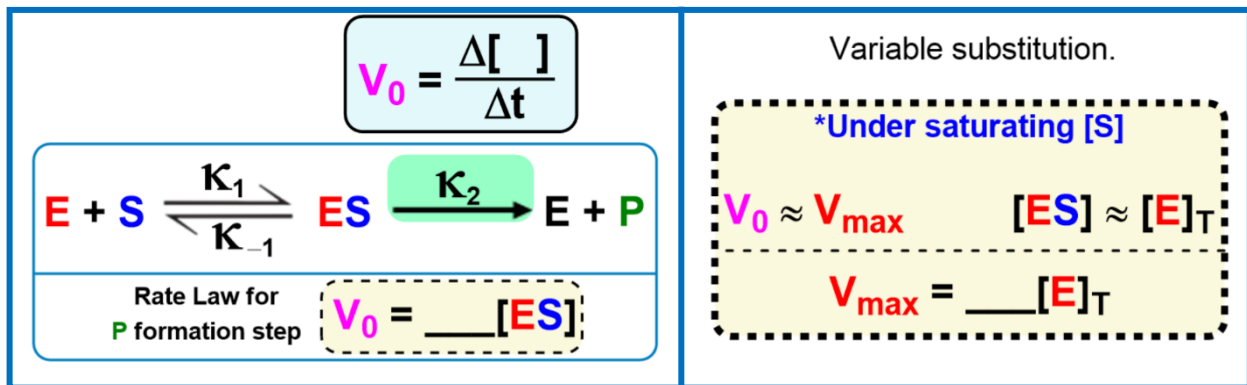 V₀ = Δ[ ] / Δt
E + S κ₁ κ₋₁ ES κ₂ E + P
Rate Law for
P formation step
V₀ = ___[ES]
Variable substitution.
*Under saturating [S]
V₀ ≈ Vmax [ES] ≈ [E]T
Vmax = ___[E]T